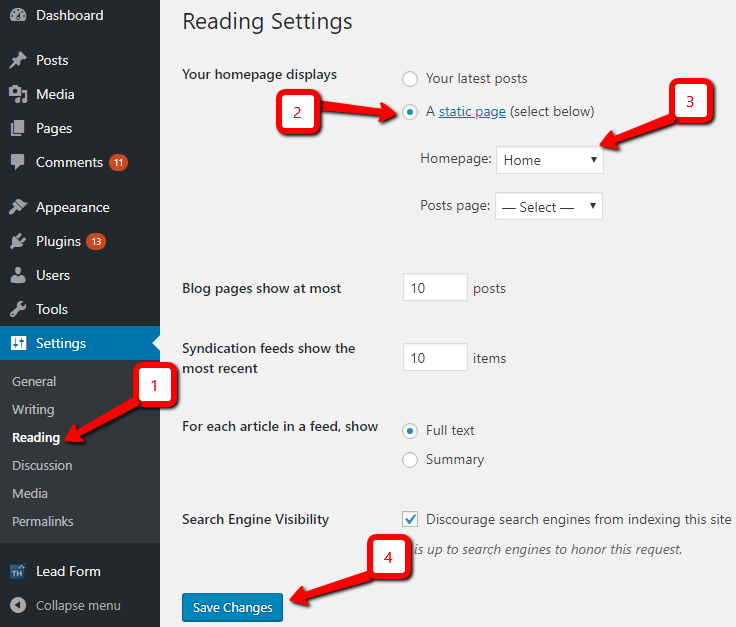 Dashboard
Posts
Media
Pages
Comments 11
Appearance
Plugins 13
Users
Tools
Settings
General
Writing
Reading
Discussion
Media
Permalinks
Lead Form
Collapse menu
1
Reading Settings
Your homepage displays
Your latest posts
2
A static page (select below)
3
Homepage: Home
Posts page: — Select —
Blog pages show at most 10 posts
Syndication feeds show the
most recent
10 items
For each article in a feed, show
Full text
Summary
Search Engine Visibility
Discourage search engines from indexing this site
is up to search engines to honor this request.
4
Save Changes
TH